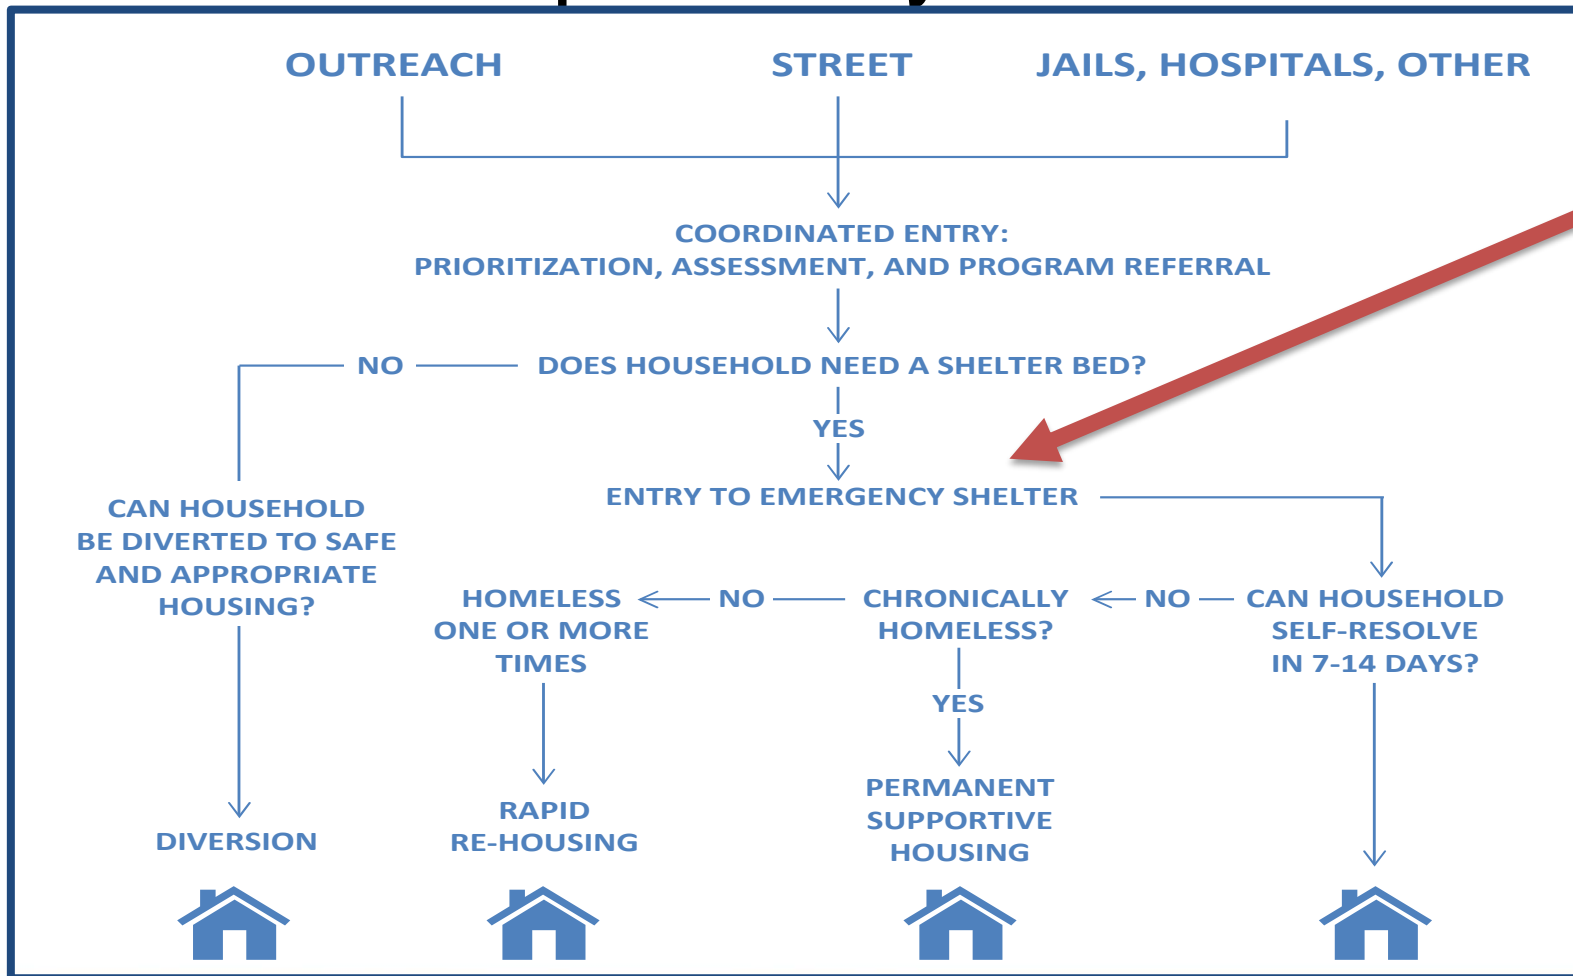 OUTREACH
STREET
JAILS, HOSPITALS, OTHER
COORDINATED ENTRY:
PRIORITIZATION, ASSESSMENT, AND PROGRAM REFERRAL
NO
DOES HOUSEHOLD NEED A SHELTER BED?
YES
ENTRY TO EMERGENCY SHELTER
CAN HOUSEHOLD
BE DIVERTED TO SAFE
AND APPROPRIATE
HOUSING?
HOMELESS
ONE OR MORE
TIMES
NO
CHRONICALLY
HOMELESS?
NO
CAN HOUSEHOLD
SELF-RESOLVE
IN 7-14 DAYS?
YES
DIVERSION
RAPID
RE-HOUSING
PERMANENT
SUPPORTIVE
HOUSING